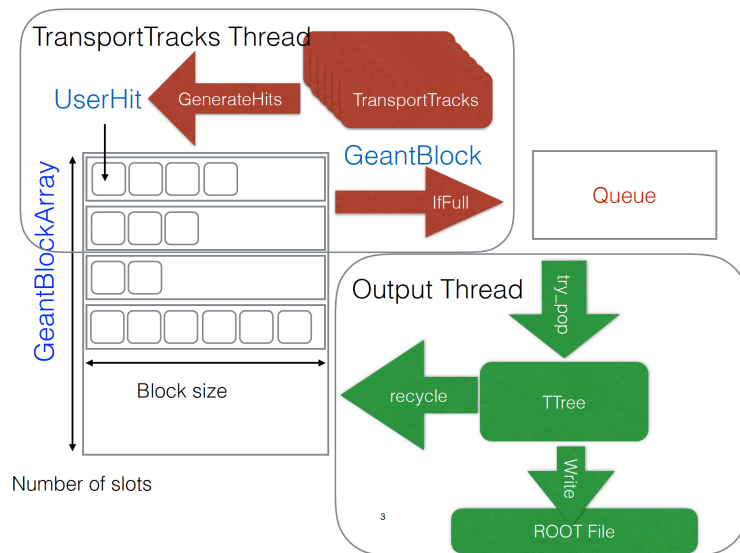 TransportTracks Thread
UserHit
GenerateHits
TransportTracks
GeantBlock
IfFull
Queue
GeantBlockArray
Output Thread
try_pop
Block size
recycle
TTree
Write
Number of slots
3
ROOT File